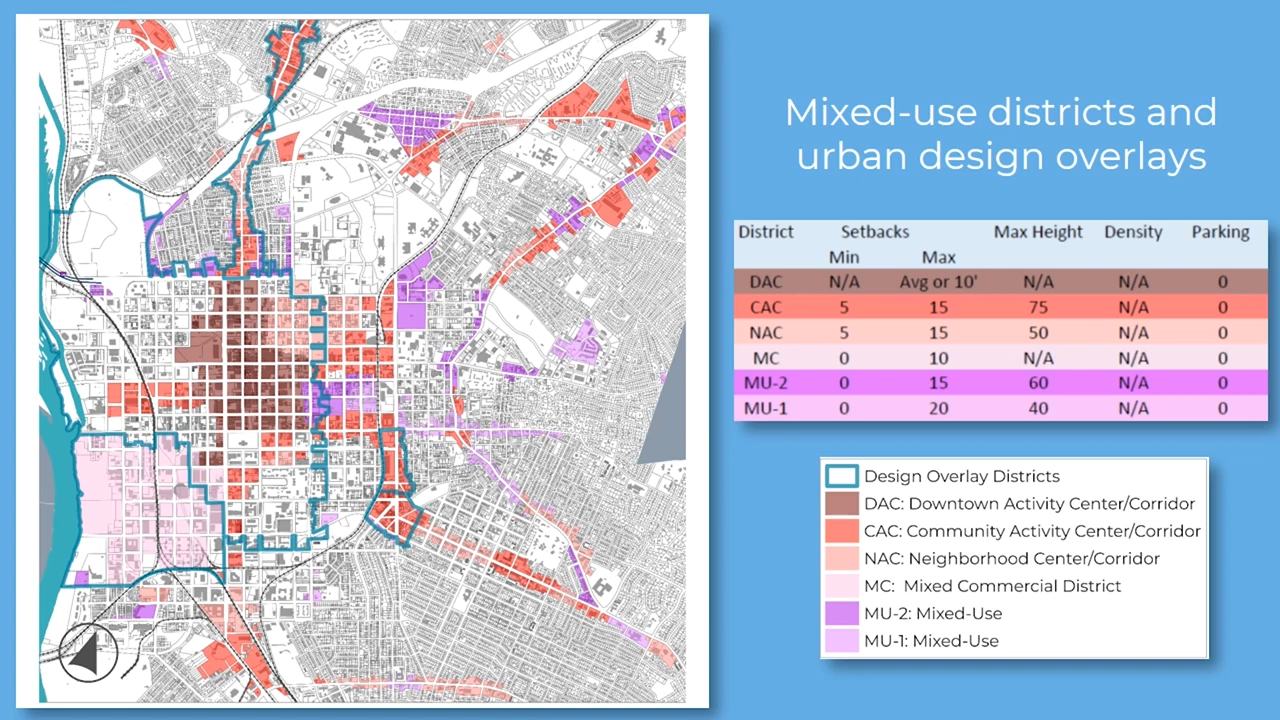 Mixed-use districts and
urban design overlays
District Setbacks Max Height Density Parking
Min Max
DAC N/A Avg or 10' N/A N/A 0
CAC 5 15 75 N/A 0
NAC 5 15 50 N/A 0
MC 0 10 N/A N/A 0
MU-2 0 15 60 N/A 0
MU-1 0 20 40 N/A 0
Design Overlay Districts
DAC: Downtown Activity Center/Corridor
CAC: Community Activity Center/Corridor
NAC: Neighborhood Center/Corridor
MC: Mixed Commercial District
MU-2: Mixed-Use
MU-1: Mixed-Use